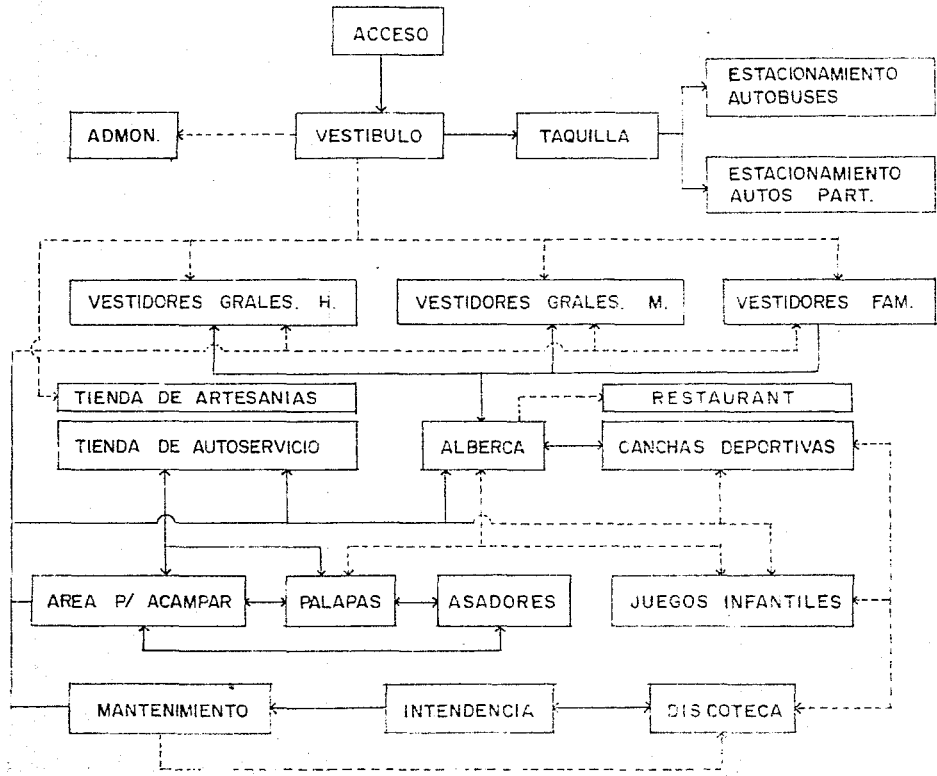 ACCESO
ESTACIONAMIENTO
AUTOBUSES
ADMON.
VESTIBULO
TAQUILLA
ESTACIONAMIENTO
AUTOS PART.
VESTIDORES GRALES. H.
VESTIDORES GRALES. M.
VESTIDORES FAM.
TIENDA DE ARTESANIAS
RESTAURANT
TIENDA DE AUTOSERVICIO
ALBERCA
CANCHAS DEPORTIVAS
AREA P/ ACAMPAR
PALAPAS
ASADORES
JUEGOS INFANTILES
MANTENIMIENTO
INTENDENCIA
DISCOTECA